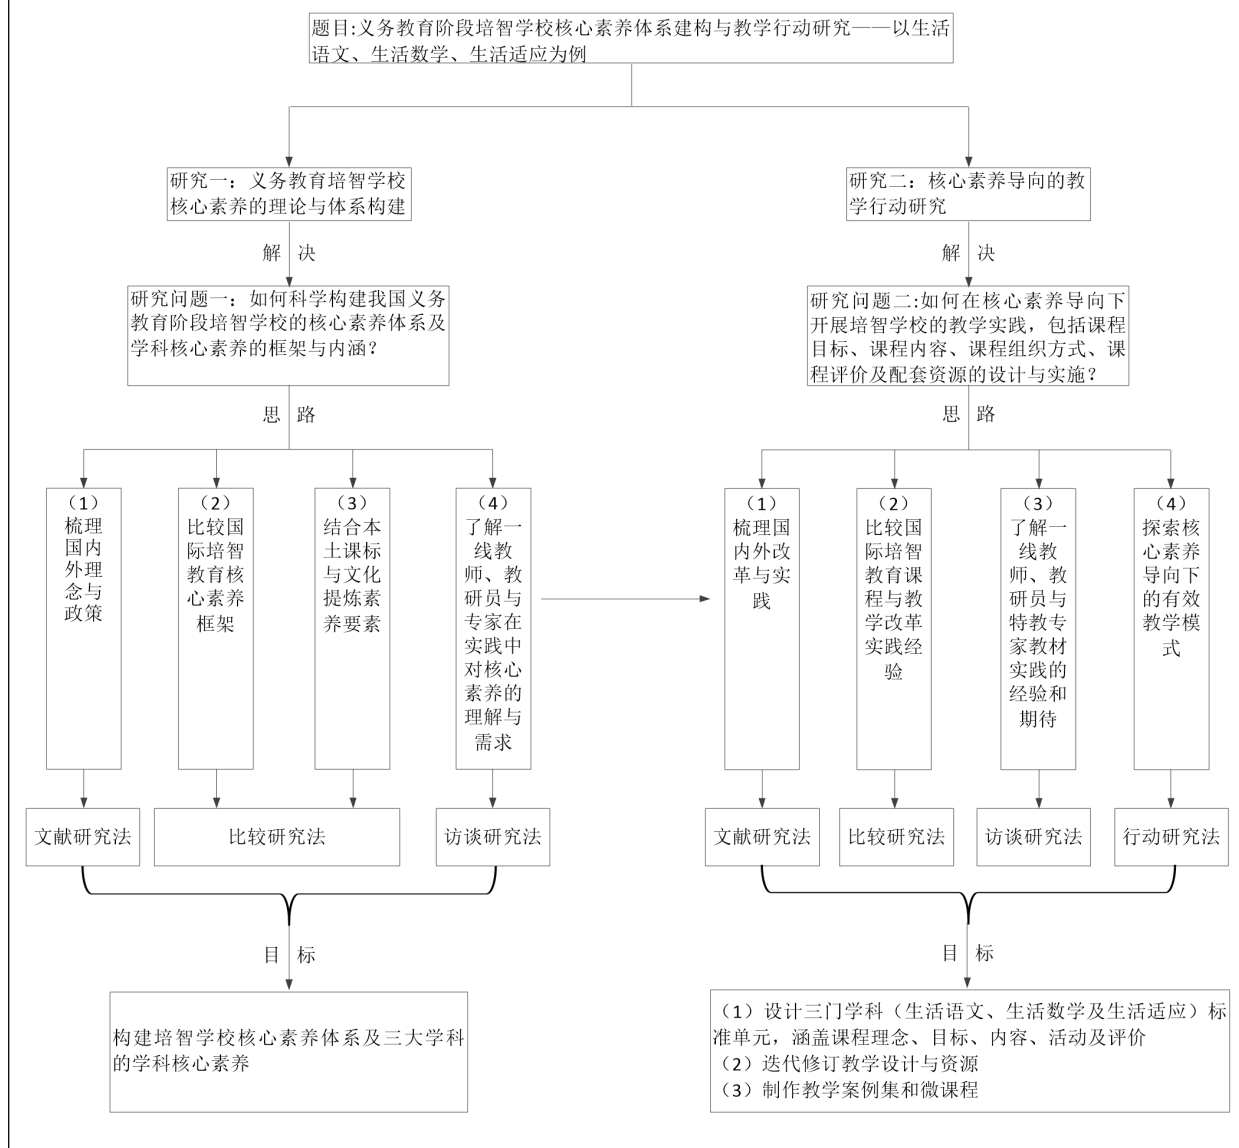 题目:义务教育阶段培智学校核心素养体系建构与教学行动研究——以生活
语文、生活数学、生活适应为例
研究一：义务教育培智学校
核心素养的理论与体系构建
解 决
研究问题一：如何科学构建我国义务
教育阶段培智学校的核心素养体系及
学科核心素养的框架与内涵？
思 路
（1）
梳理
国内
外理
念与
政策
（2）
比较国
际培智
教育核
心素养
框架
（3）
结合本
土课标
与文化
提炼素
养要素
（4）
了解一
线教
师、教
研员与
专家在
实践中
对核心
素养的
理解与
需求
文献研究法
比较研究法
访谈研究法
目 标
构建培智学校核心素养体系及三大学科
的学科核心素养
研究二：核心素养导向的教
学行动研究
解 决
研究问题二:如何在核心素养导向下
开展培智学校的教学实践，包括课程
目标、课程内容、课程组织方式、课
程评价及配套资源的设计与实施？
思 路
（1）
梳理国
内外改
革与实
践
（2）
比较国
际培智
教育课
程与教
学改革
实践经
验
（3）
了解一
线教
师、教
研员与
特教专
家教材
实践的
经验和
期待
（4）
探索核
心素养
导向下
的有效
教学模
式
文献研究法
比较研究法
访谈研究法
行动研究法
目 标
（1）设计三门学科（生活语文、生活数学及生活适应）标
准单元，涵盖课程理念、目标、内容、活动及评价
（2）迭代修订教学设计与资源
（3）制作教学案例集和微课程